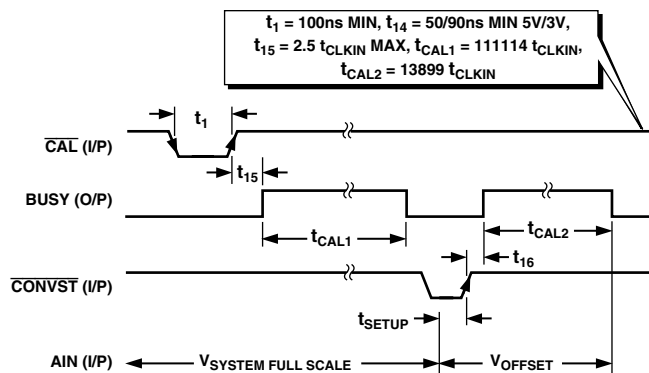 t1 = 100ns MIN, t14 = 50/90ns MIN 5V/3V,
t15 = 2.5 tCLKIN MAX, tCAL1 = 111114 tCLKIN,
tCAL2 = 13899 tCLKIN
t1
CAL (I/P)
t15
BUSY (O/P)
tCAL1
tCAL2
t16
CONVST (I/P)
tSETUP
AIN (I/P)
VSYSTEM FULL SCALE
VOFFSET